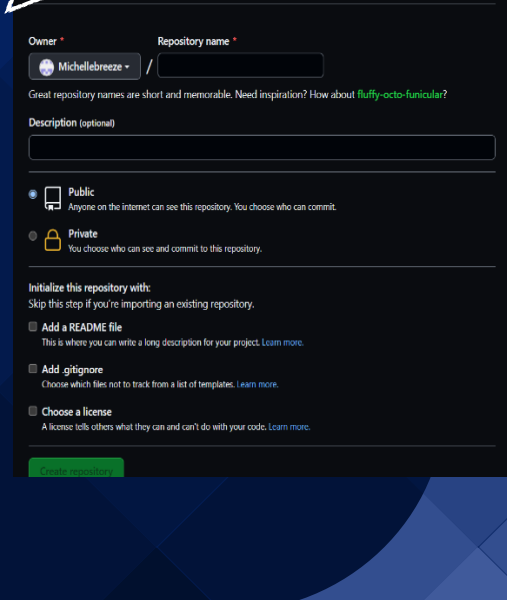 Owner * Repository name *
Michellebreeze /
Great repository names are short and memorable. Need inspiration? How about fluffy-octo-funicular?
Description (optional)
Public
Anyone on the internet can see this repository. You choose who can commit.
Private
You choose who can see and commit to this repository.
Initialize this repository with:
Skip this step if you're importing an existing repository.
Add a README file
This is where you can write a long description for your project. Learn more.
Add .gitignore
Choose which files not to track from a list of templates. Learn more.
Choose a license
A license tells others what they can and can't do with your code. Learn more.
Create repository